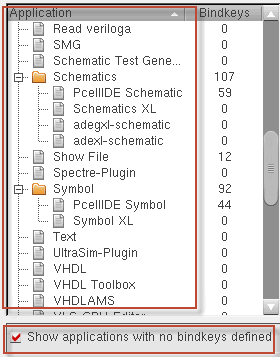 Application Bindkeys
Read veriloga 0
SMG 0
Schematic Test Gene... 0
Schematics 107
PcellIDE Schematic 59
Schematics XL 0
adegxl-schematic 0
adexl-schematic 0
Show File 12
Spectre-Plugin 0
Symbol 92
PcellIDE Symbol 44
Symbol XL 0
Text 0
UltraSim-Plugin 0
VHDL 0
VHDL Toolbox 0
VHDLAMS 0
Show applications with no bindkeys defined